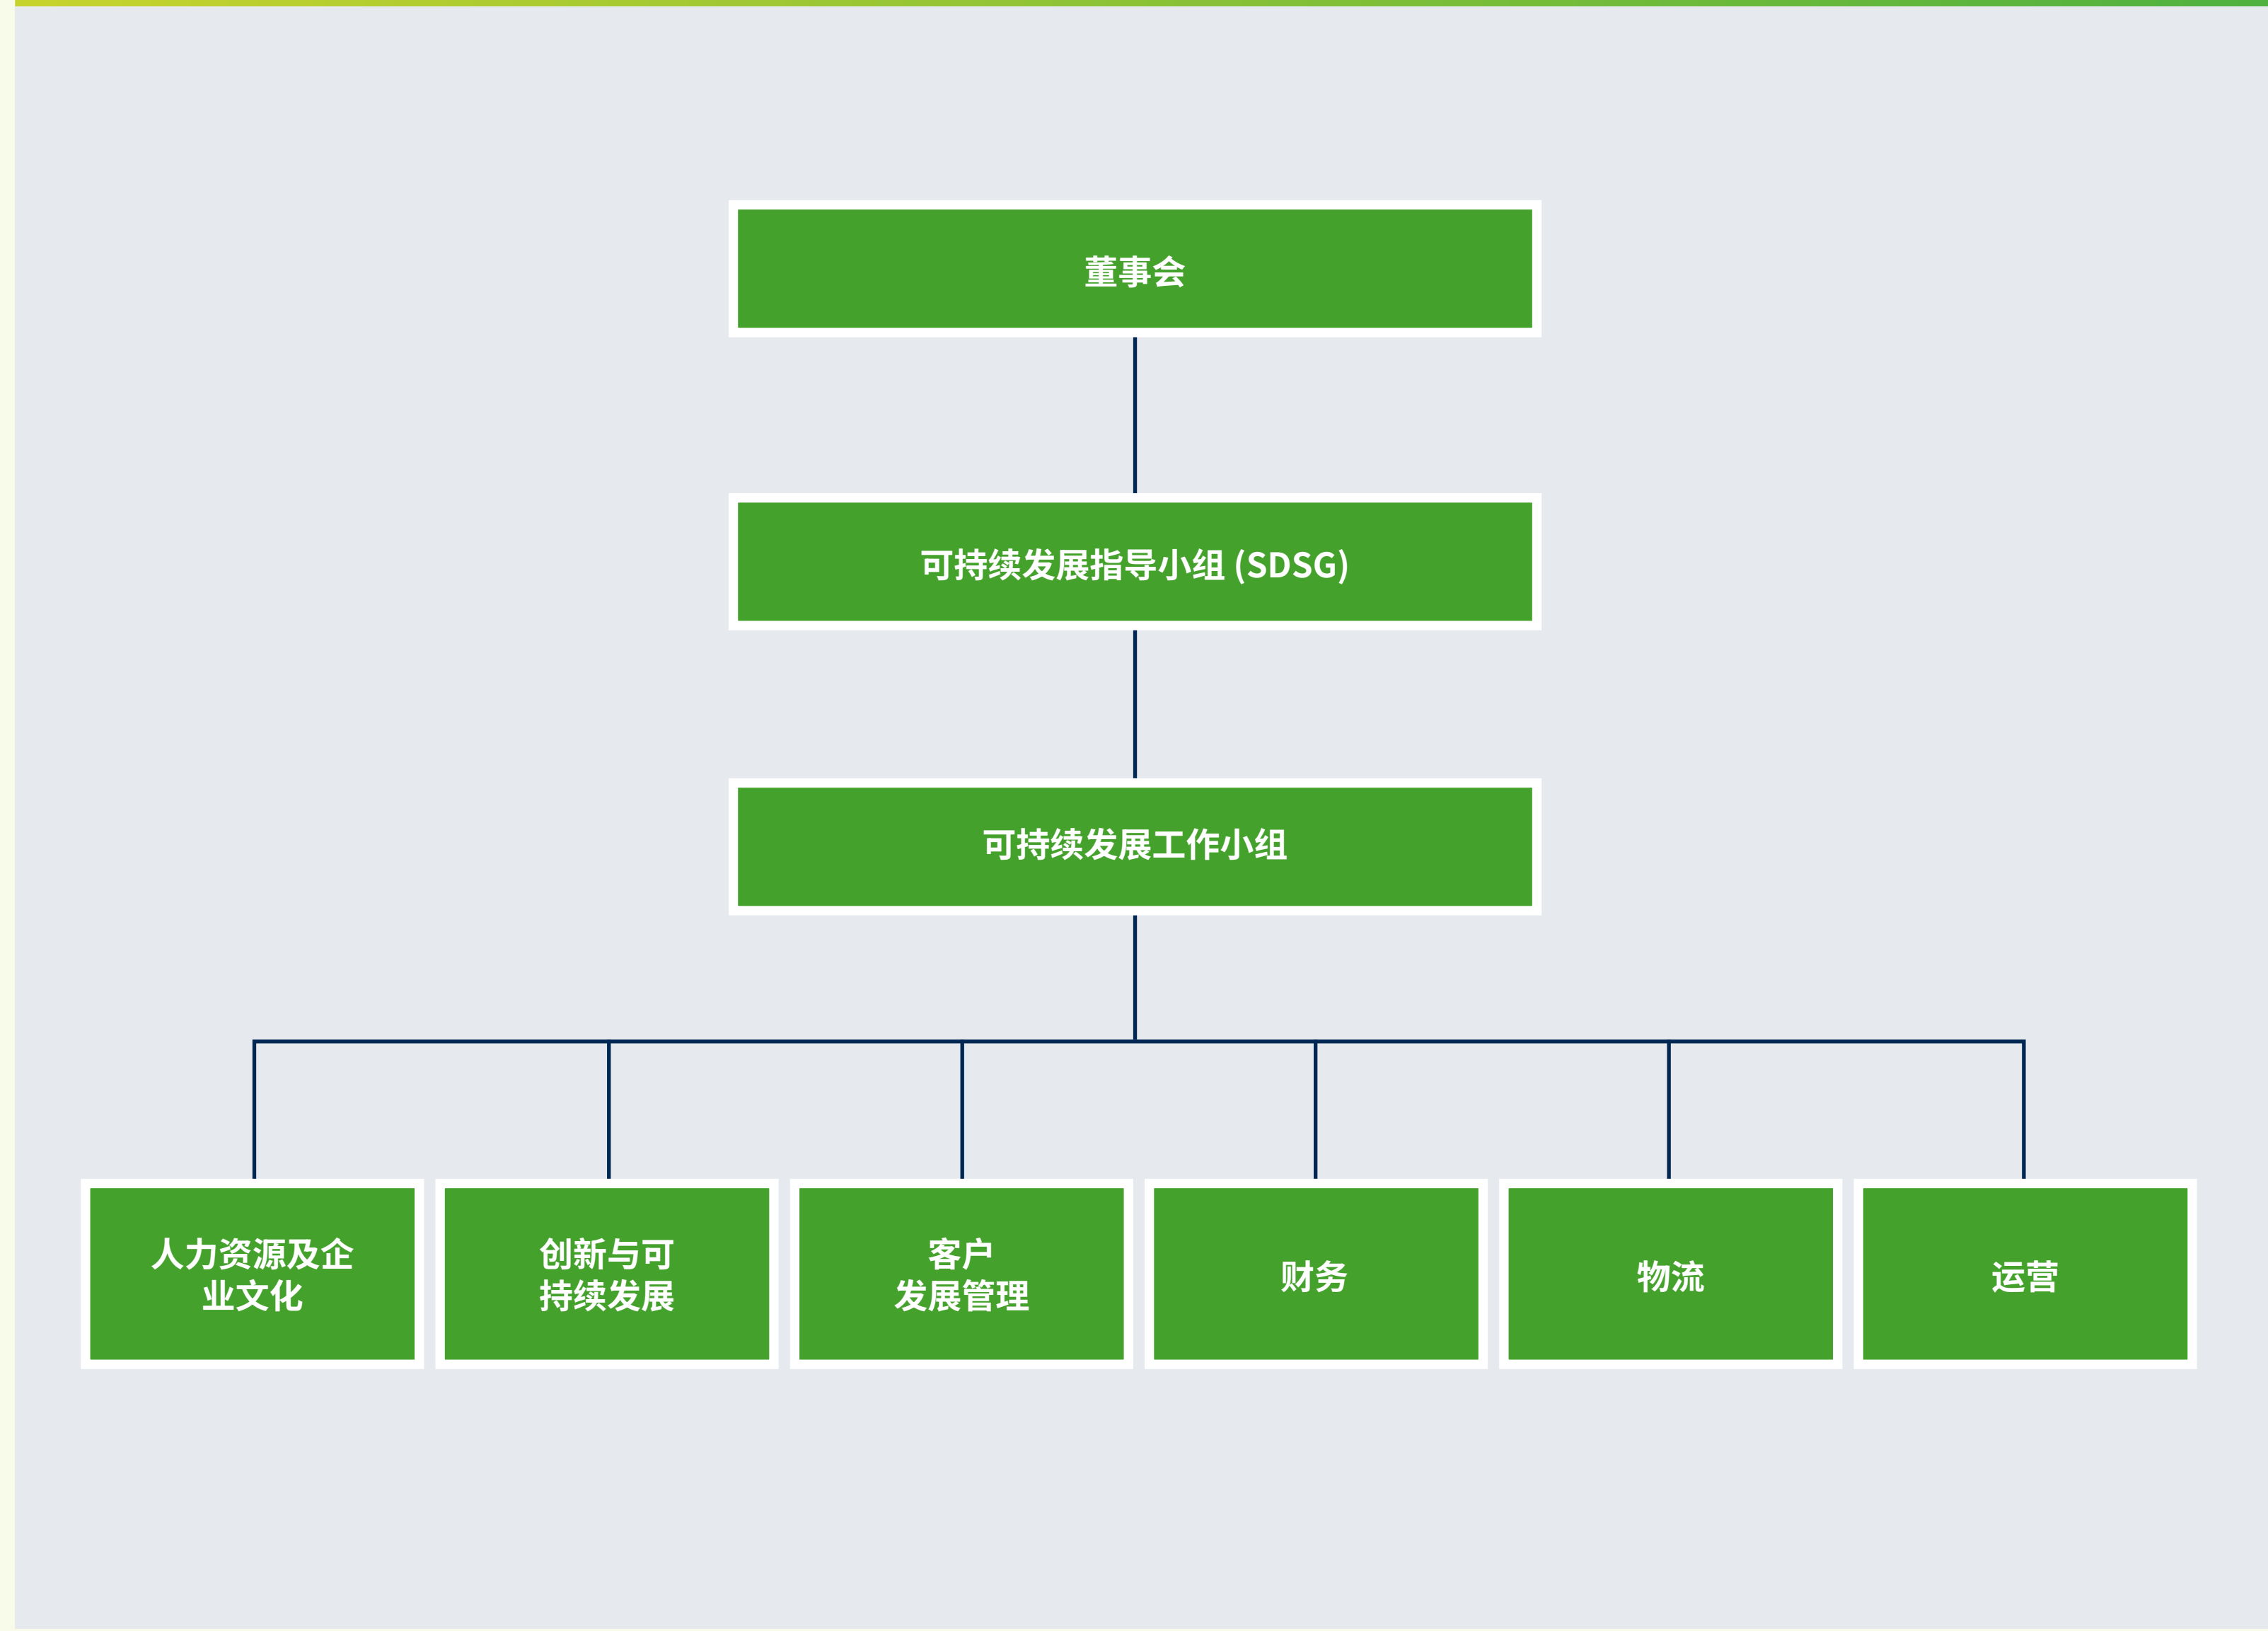 董事会
可持续发展指导小组 (SDSG)
可持续发展工作小组
人力资源及企
业文化
创新与可
持续发展
客户
发展管理
财务
物流
运营